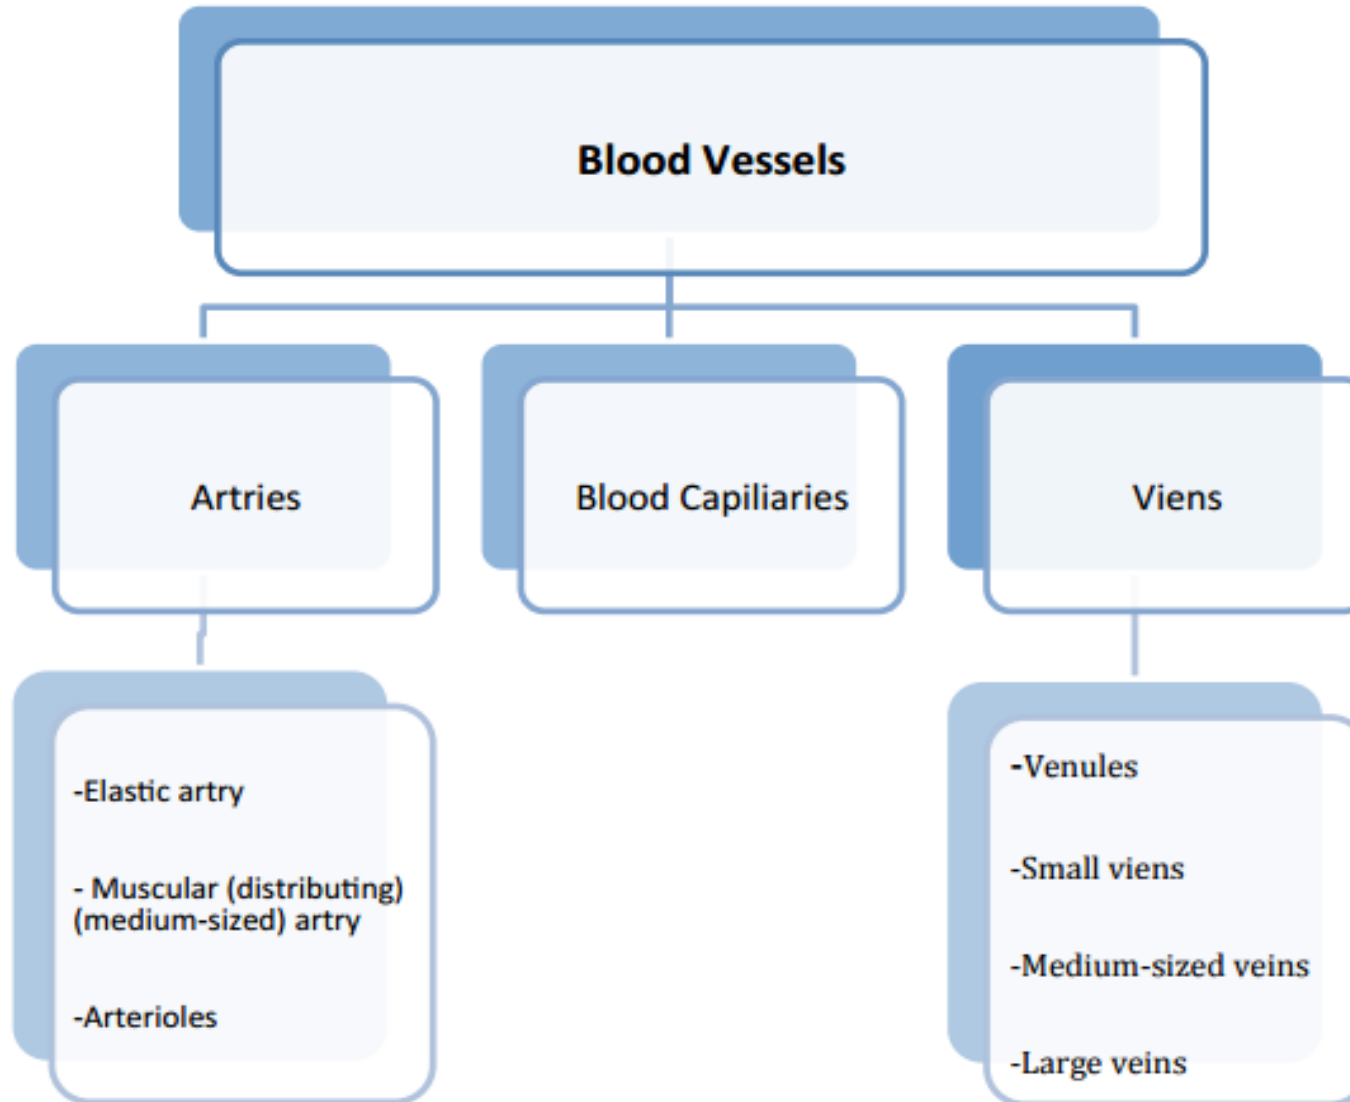 Blood Vessels
Artries
Blood Capiliaries
Viens
-Elastic artry
- Muscular (distributing)
(medium-sized) artry
-Arterioles
-Venules
-Small viens
-Medium-sized veins
-Large veins